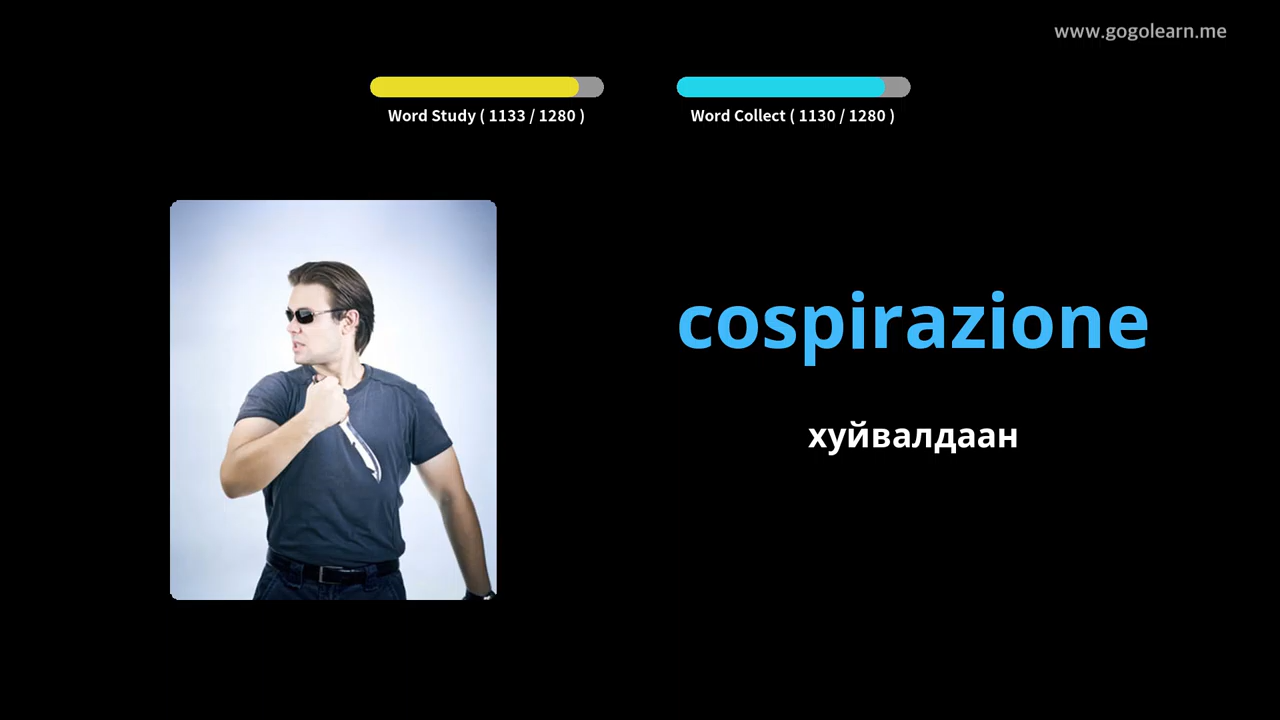 www.gogolearn.me
Word Study ( 1133 / 1280 )
Word Collect ( 1130 / 1280 )
cospirazione
хуйвалдаан